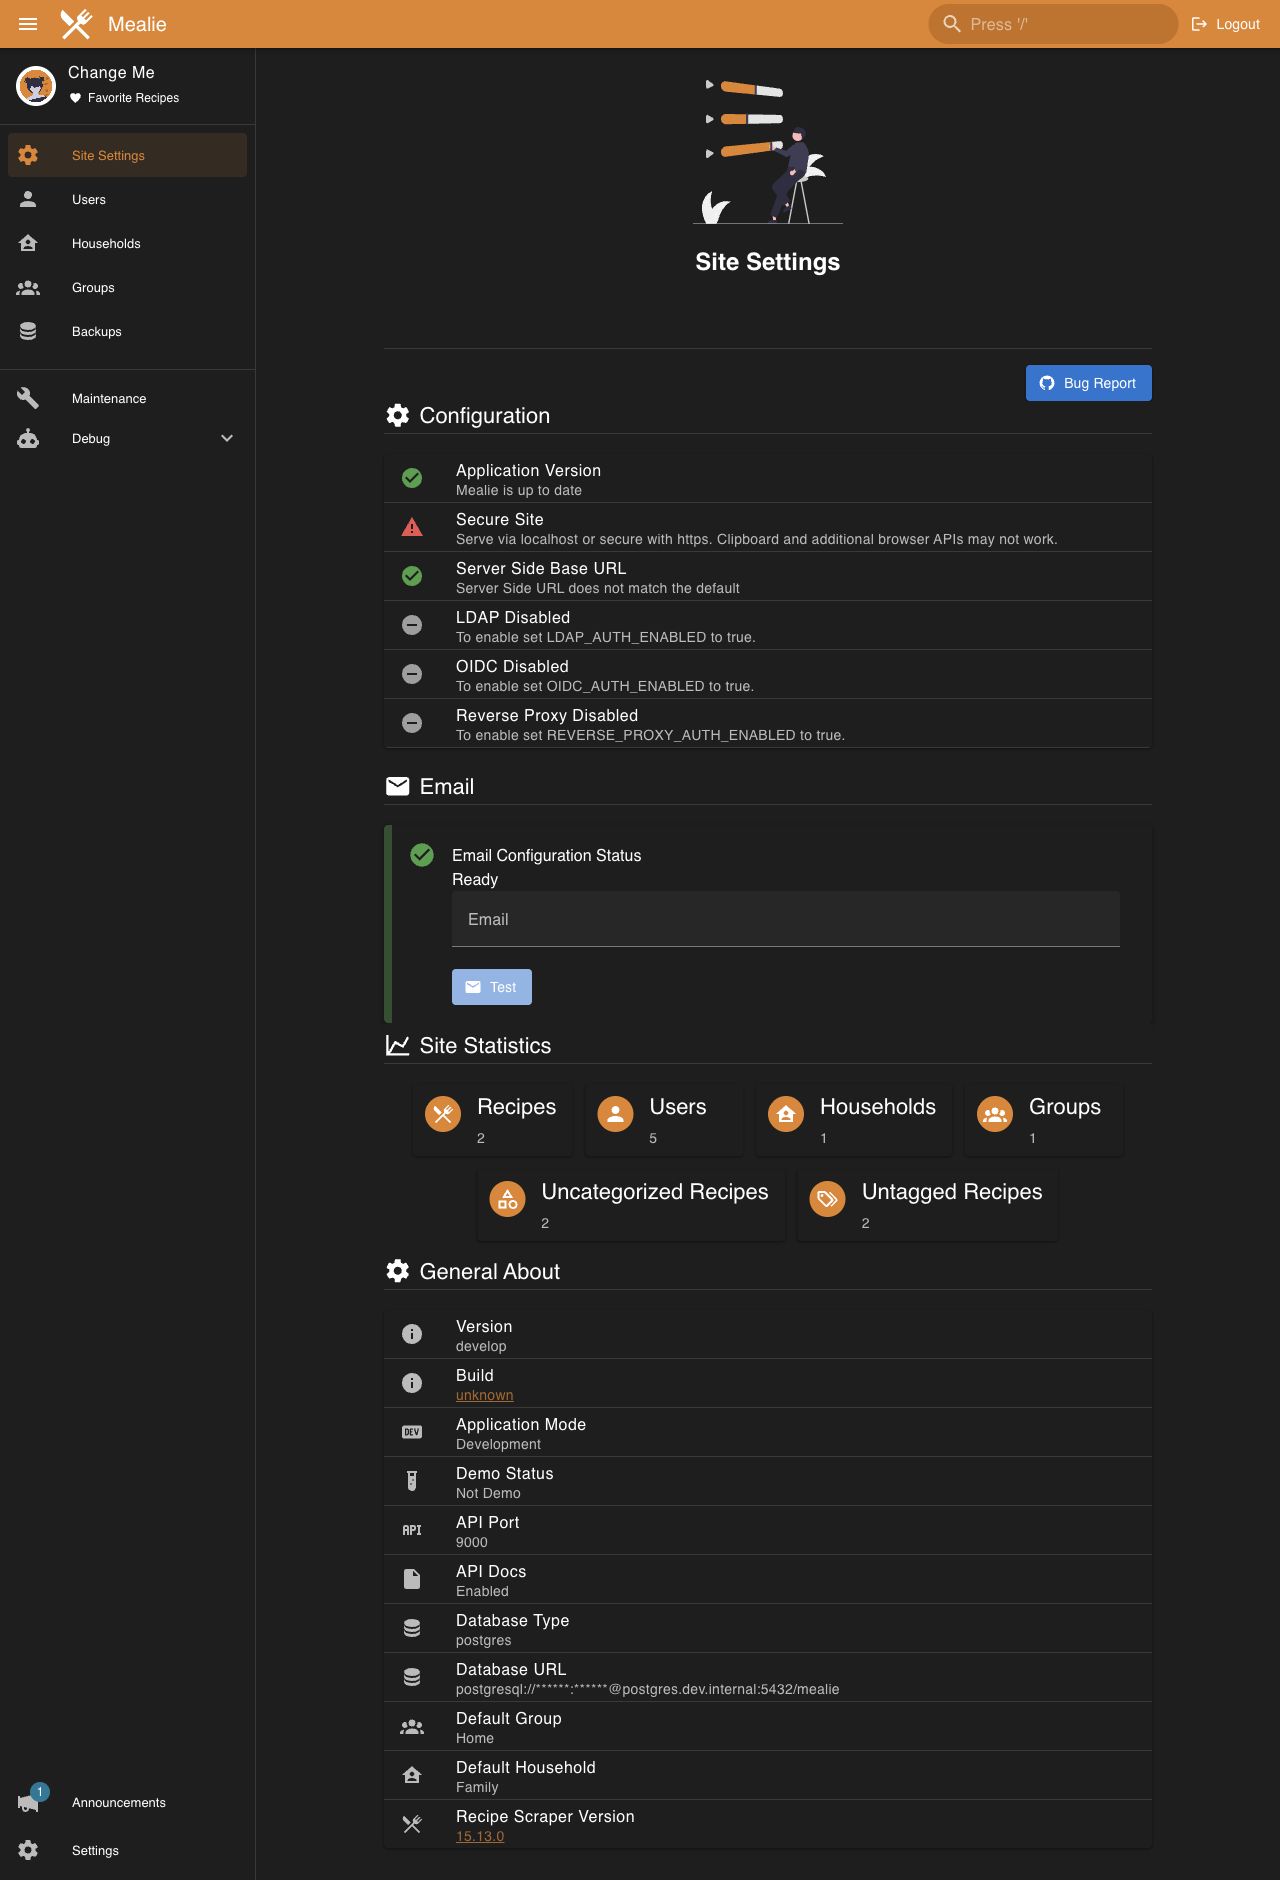 Mealie
Press '/'
Logout
Change Me
Favorite Recipes
Site Settings
Users
Households
Groups
Backups
Maintenance
Debug
Announcements
1
Settings
Site Settings
Bug Report
Configuration
Application Version
Mealie is up to date
Secure Site
Serve via localhost or secure with https. Clipboard and additional browser APIs may not work.
Server Side Base URL
Server Side URL does not match the default
LDAP Disabled
To enable set LDAP_AUTH_ENABLED to true.
OIDC Disabled
To enable set OIDC_AUTH_ENABLED to true.
Reverse Proxy Disabled
To enable set REVERSE_PROXY_AUTH_ENABLED to true.
Email
Email Configuration Status
Ready
Email
Test
Site Statistics
Recipes
2
Users
5
Households
1
Groups
1
Uncategorized Recipes
2
Untagged Recipes
2
General About
Version
develop
Build
unknown
DEV
Application Mode
Development
Demo Status
Not Demo
API
API Port
9000
API Docs
Enabled
Database Type
postgres
Database URL
postgresql://******:******@postgres.dev.internal:5432/mealie
Default Group
Home
Default Household
Family
Recipe Scraper Version
15.13.0